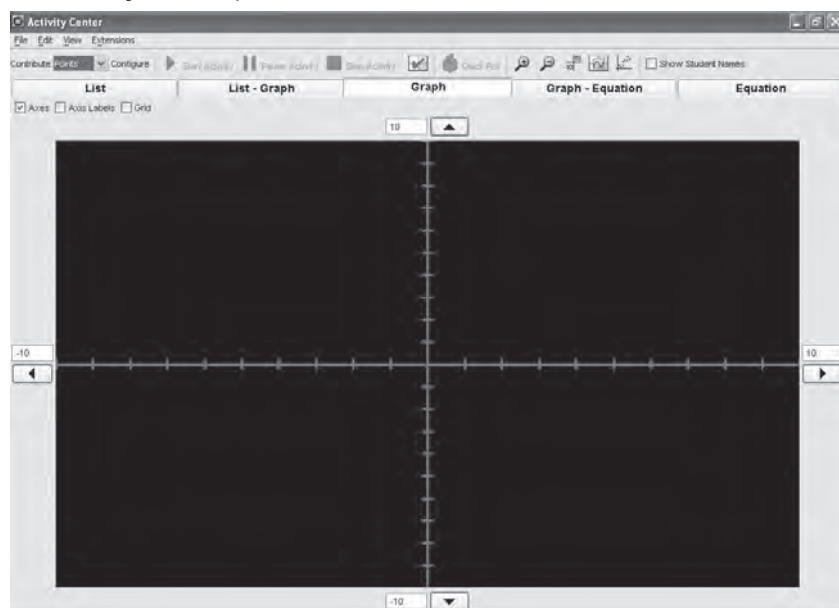 Activity Center
File Edit View Extensions
Contribute: Points Configure Start Activity Pause Activity Stop Activity Quick Poll Show Student Names
List List - Graph Graph Graph - Equation Equation
Axes Axis Labels Grid
10
-10 10
-10